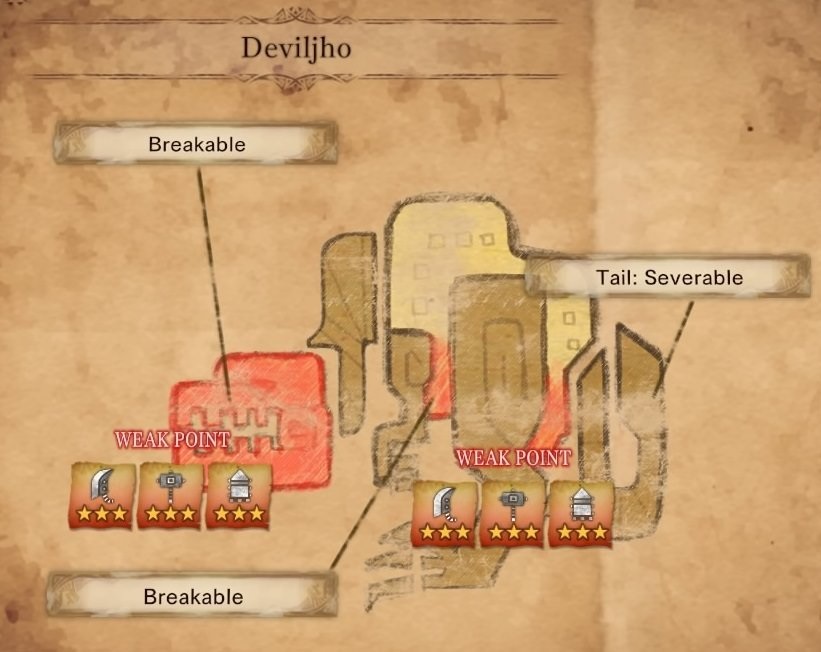 Deviljho
Breakable
Tail: Severable
WEAK POINT
WEAK POINT
Breakable